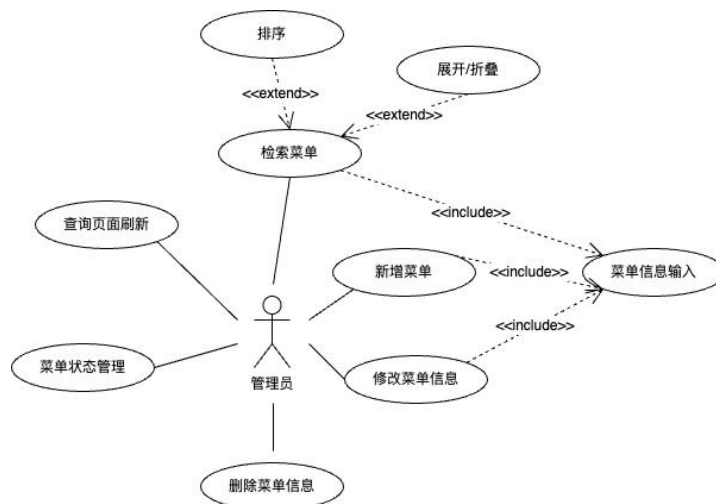 排序
展开/折叠
<<extend>>
<<extend>>
检索菜单
<<include>>
查询页面刷新
新增菜单
<<include>>
菜单信息输入
<<include>>
菜单状态管理
管理员
修改菜单信息
删除菜单信息